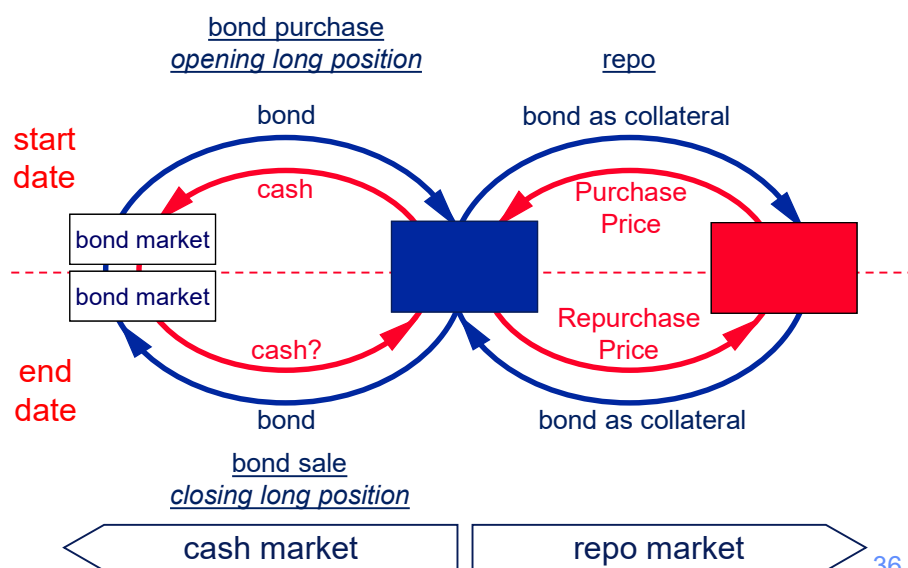 bond purchase
opening long position
repo
bond
bond as collateral
start
date
cash
Purchase
Price
bond market
bond market
cash?
Repurchase
Price
end
date
bond
bond as collateral
bond sale
closing long position
cash market
repo market
36